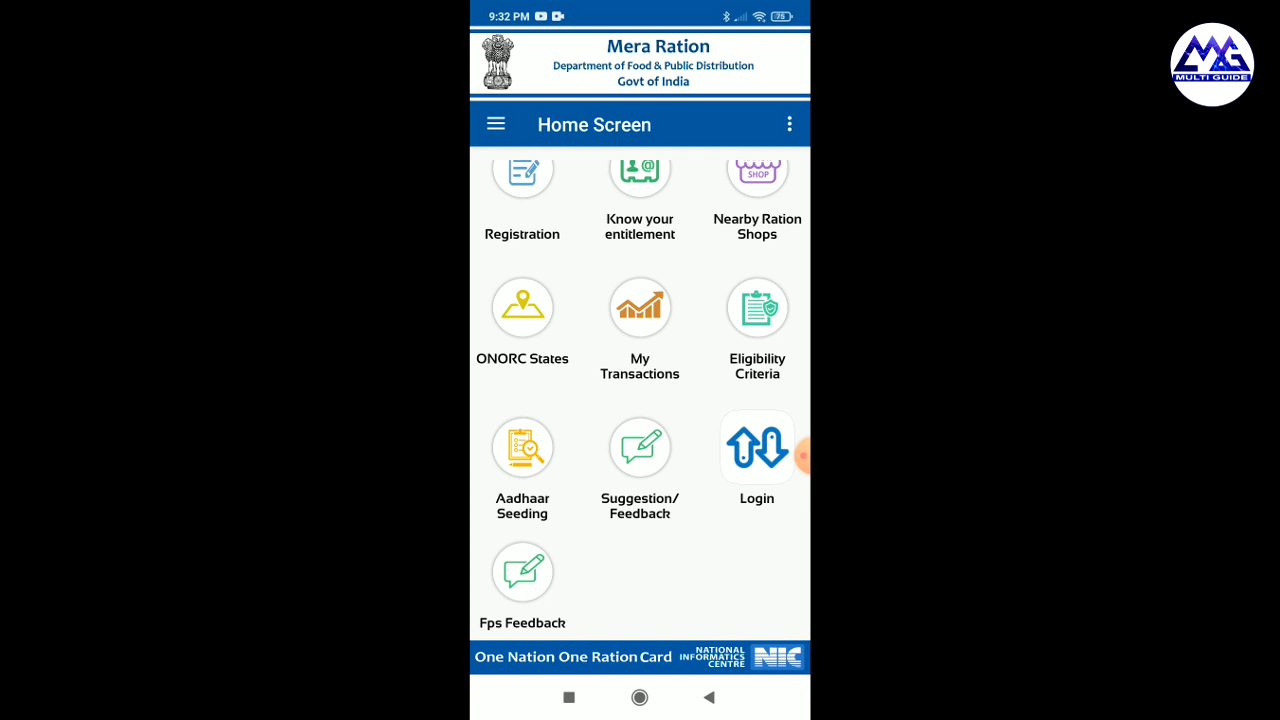 9:32 PM
75
Mera Ration
Department of Food & Public Distribution
Govt of India
MG
MULTI GUIDE
Home Screen
SHOP
Registration
Know your
entitlement
Nearby Ration
Shops
ONORC States
My
Transactions
Eligibility
Criteria
Aadhaar
Seeding
Suggestion/
Feedback
Login
Fps Feedback
One Nation One Ration Card
NATIONAL
INFORMATICS
CENTRE
NIC